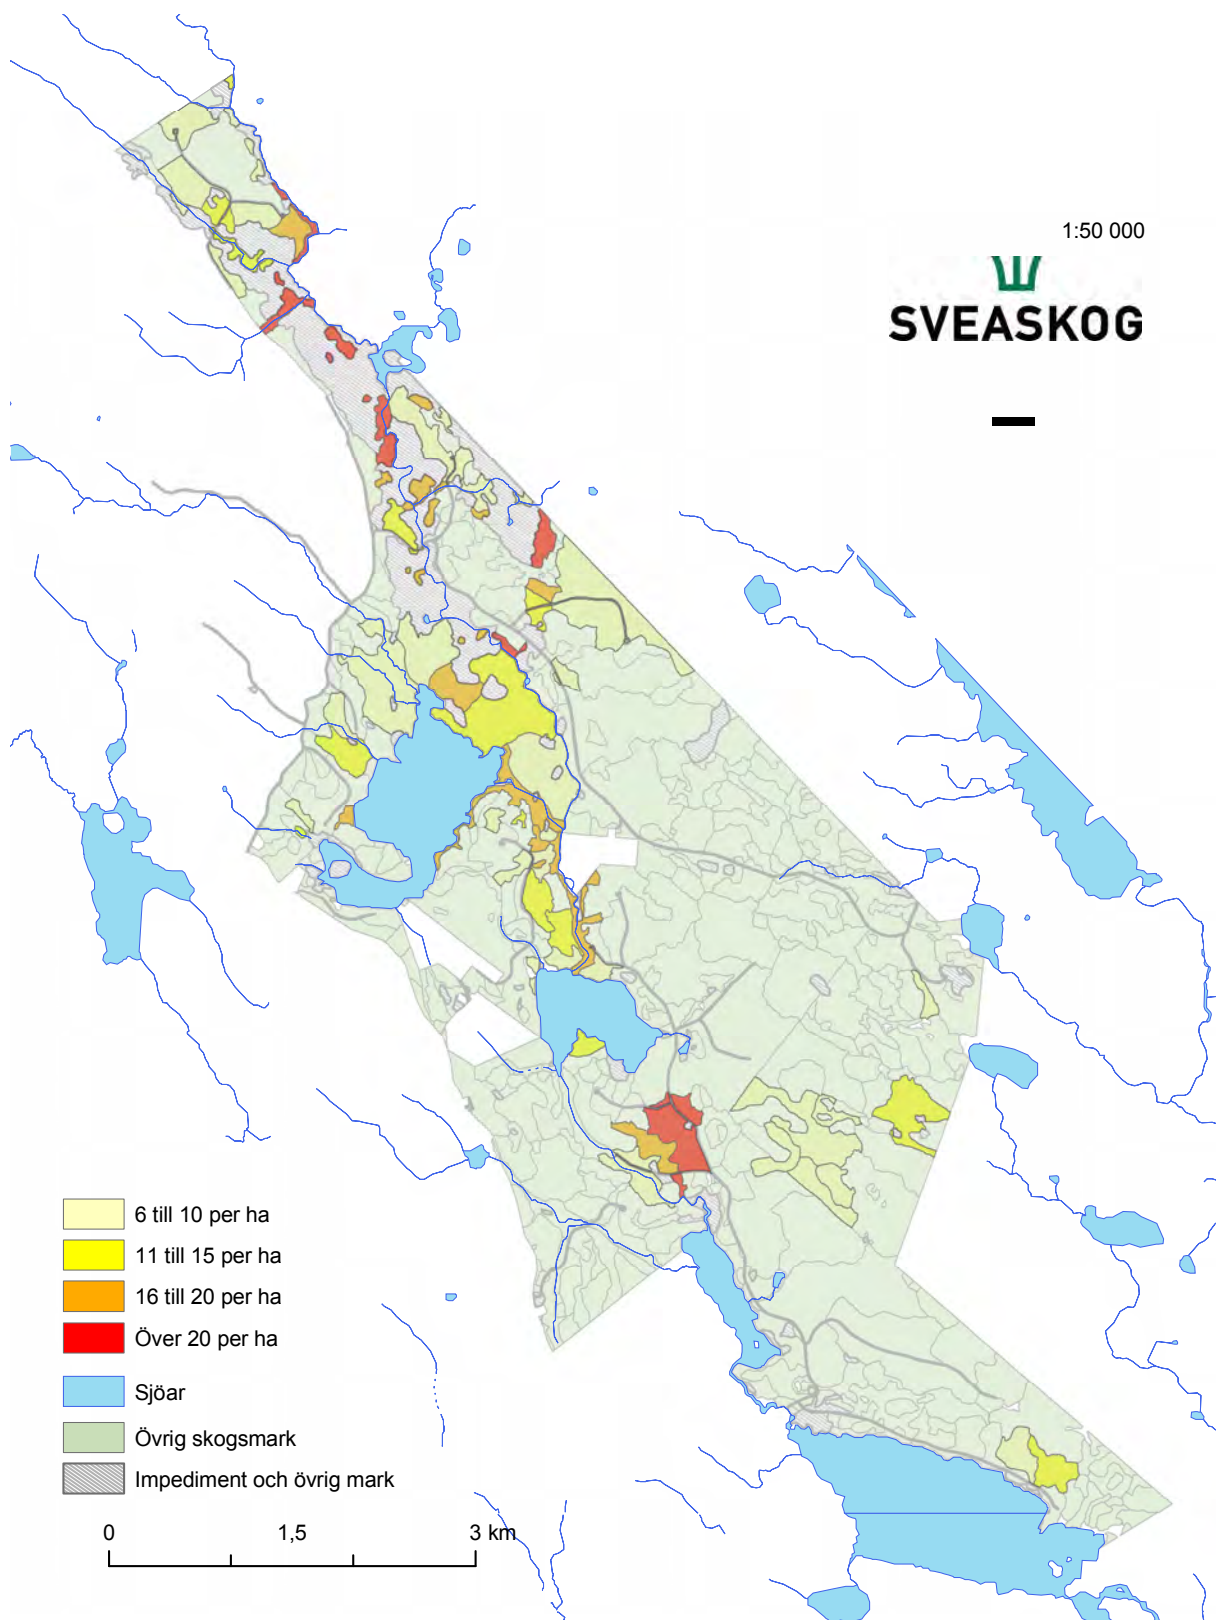 1:50 000
SVEASKOG
6 till 10 per ha
11 till 15 per ha
16 till 20 per ha
Över 20 per ha
Sjöar
Övrig skogsmark
Impediment och övrig mark
0 1,5 3 km